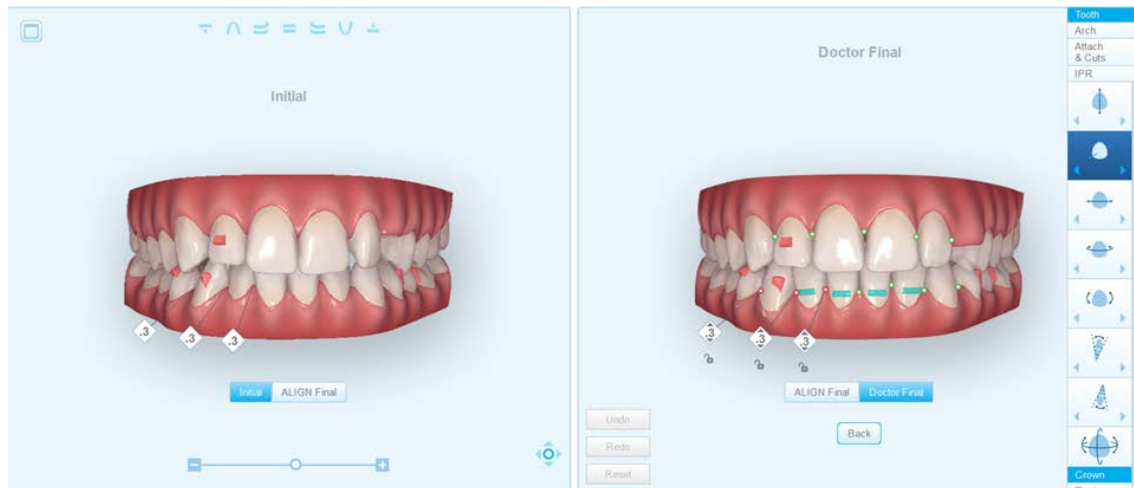 Initial
.3
.3
.3
Initial
ALIGN Final
Doctor Final
.3
.3
.3
ALIGN Final
Doctor Final
Back
Undo
Redo
Reset
Tooth
Arch
Attach
& Cuts
IPR
Crown